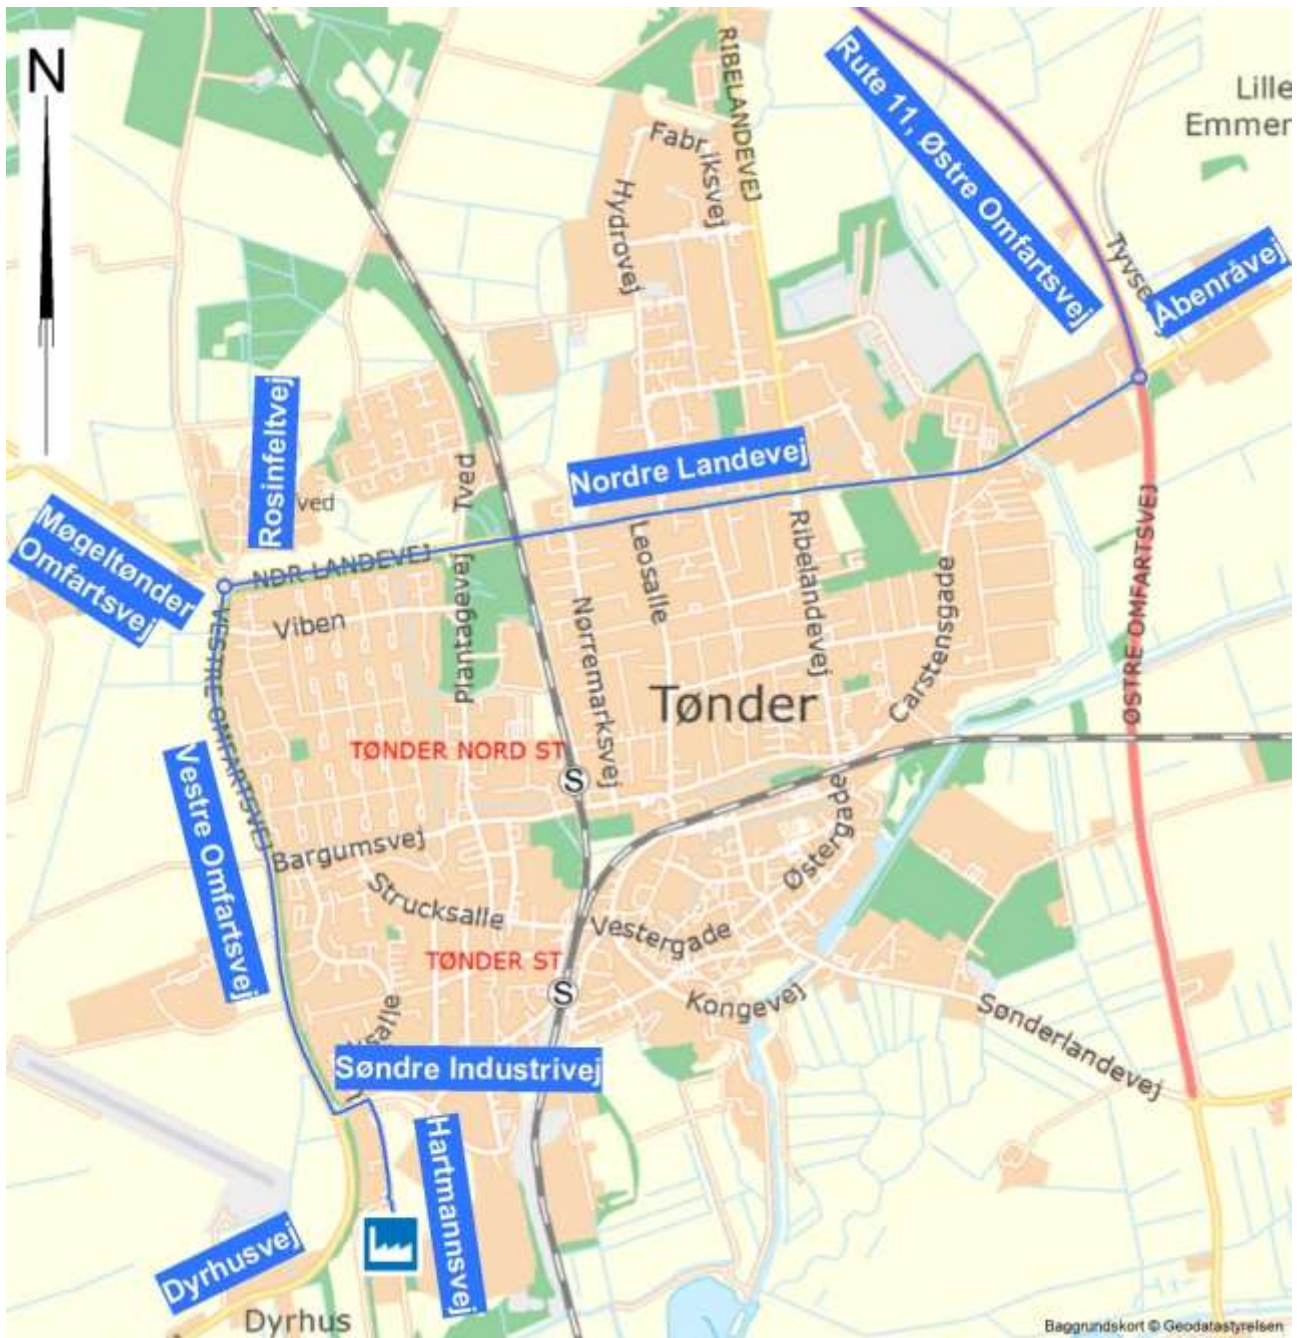 N
RIBELANDEVEJ
Rute 11, Østre Omfartsvej
Lille
Emmer
Fabriksvej
Hydrovej
Tyvse
Åbenråvej
Rosinfeltvej
Nordre Landevej
Tved
ved
Møgeltønder
Omfartsvej
NDR LANDEVEJ
Viben
Plantagevej
Leosalle
Ribelandevej
ØSTRE OMFARTSVEJ
Nørremarksvej
Carstensgade
VESTRE OMFARTSVEJ
Tønder
TØNDER NORD ST
S
Vestre Omfartsvej
Bargumsvej
Østergade
Strucksalle
Vestergade
TØNDER ST
S
Kongevej
Sønderlandevej
Søndre Industrivej
Hartmannsvej
Dyrhusvej
Dyrhus
Baggrundskort © Geodatastyrelsen